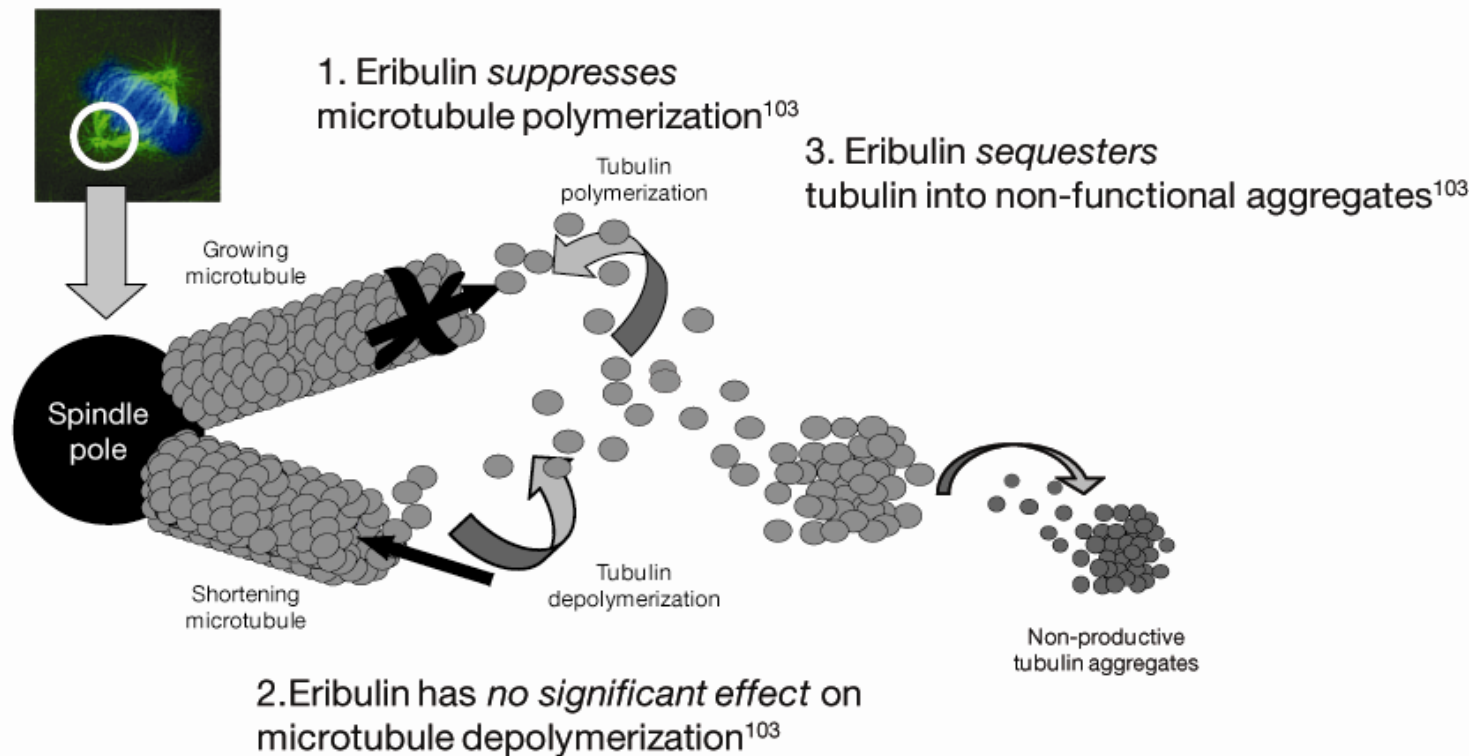 1. Eribulin suppresses
microtubule polymerization103
3. Eribulin sequesters
tubulin into non-functional aggregates103
Tubulin
polymerization
Growing
microtubule
Spindle
pole
Shortening
microtubule
Tubulin
depolymerization
Non-productive
tubulin aggregates
2.Eribulin has no significant effect on
microtubule depolymerization103